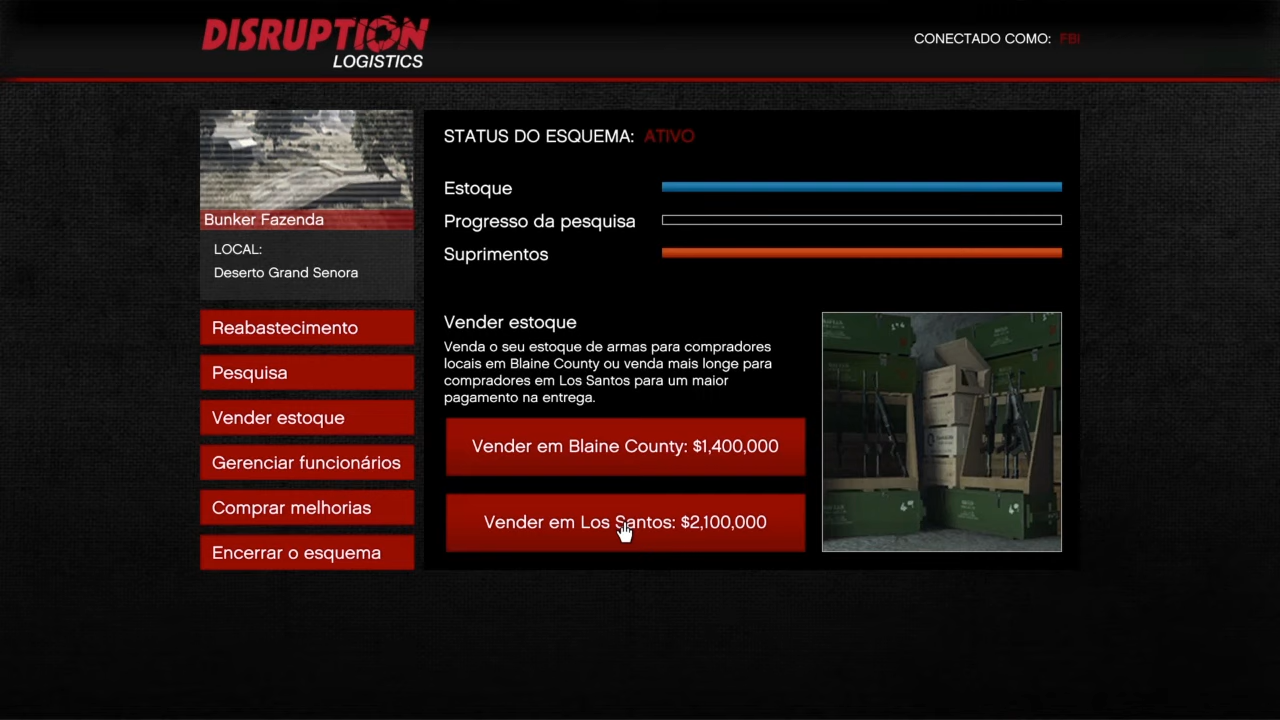 DISRUPTION
LOGISTICS
CONECTADO COMO: FBI
Bunker Fazenda
LOCAL:
Deserto Grand Senora
Reabastecimento
Pesquisa
Vender estoque
Gerenciar funcionários
Comprar melhorias
Encerrar o esquema
STATUS DO ESQUEMA: ATIVO
Estoque
Progresso da pesquisa
Suprimentos
Vender estoque
Venda o seu estoque de armas para compradores
locais em Blaine County ou venda mais longe para
compradores em Los Santos para um maior
pagamento na entrega.
Vender em Blaine County: $1,400,000
Vender em Los Santos: $2,100,000